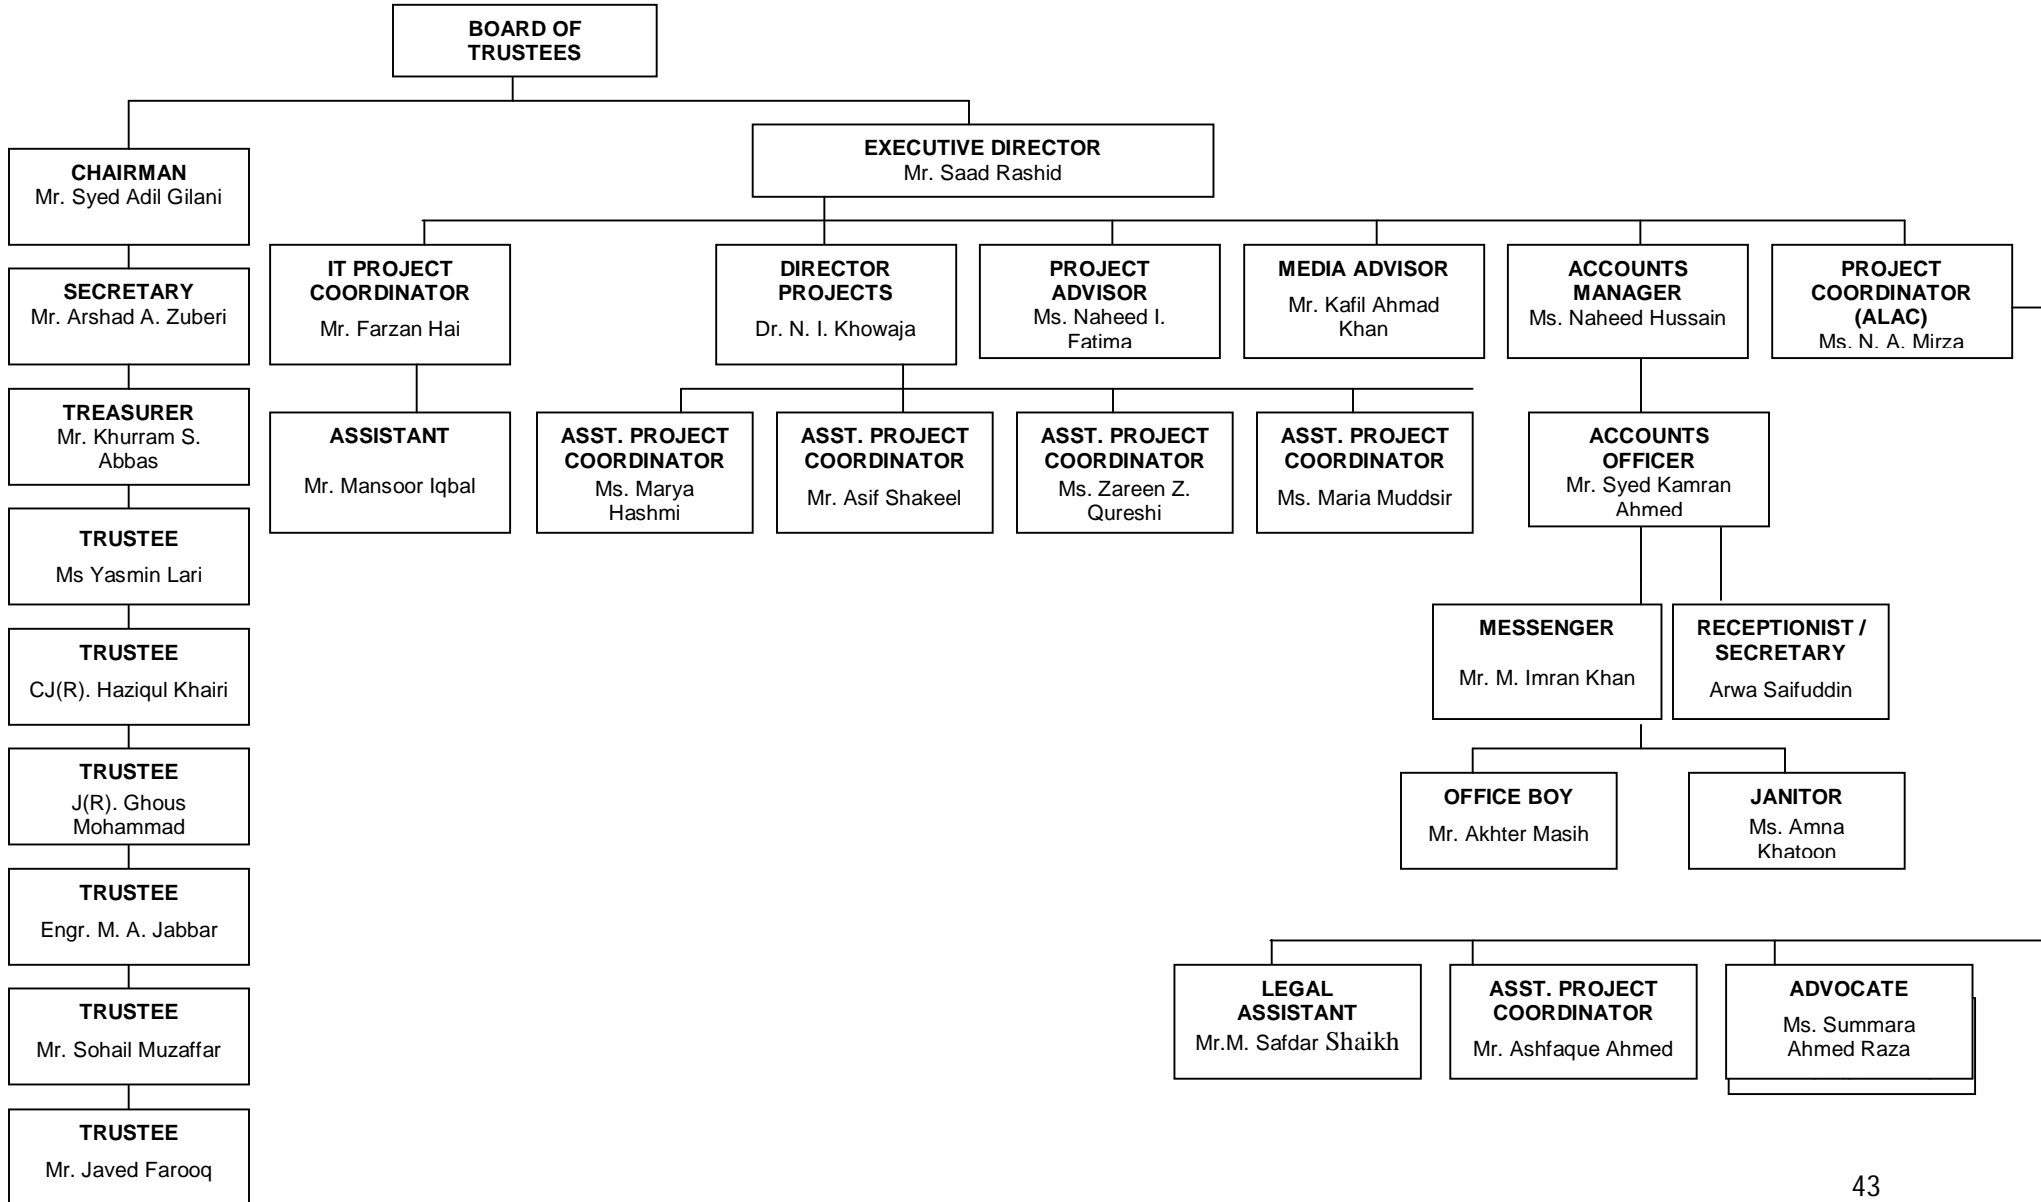 BOARD OF
TRUSTEES
CHAIRMAN
Mr. Syed Adil Gilani
SECRETARY
Mr. Arshad A. Zuberi
TREASURER
Mr. Khurram S.
Abbas
TRUSTEE
Ms Yasmin Lari
TRUSTEE
CJ(R). Haziqul Khairi
TRUSTEE
J(R). Ghous
Mohammad
TRUSTEE
Engr. M. A. Jabbar
TRUSTEE
Mr. Sohail Muzaffar
TRUSTEE
Mr. Javed Farooq
EXECUTIVE DIRECTOR
Mr. Saad Rashid
IT PROJECT
COORDINATOR
Mr. Farzan Hai
DIRECTOR
PROJECTS
Dr. N. I. Khowaja
PROJECT
ADVISOR
Ms. Naheed I.
Fatima
MEDIA ADVISOR
Mr. Kafil Ahmad
Khan
ACCOUNTS
MANAGER
Ms. Naheed Hussain
PROJECT
COORDINATOR
(ALAC)
Ms. N. A. Mirza
ASSISTANT
Mr. Mansoor Iqbal
ASST. PROJECT
COORDINATOR
Ms. Marya
Hashmi
ASST. PROJECT
COORDINATOR
Mr. Asif Shakeel
ASST. PROJECT
COORDINATOR
Ms. Zareen Z.
Qureshi
ASST. PROJECT
COORDINATOR
Ms. Maria Muddsir
ACCOUNTS
OFFICER
Mr. Syed Kamran
Ahmed
MESSENGER
Mr. M. Imran Khan
RECEPTIONIST /
SECRETARY
Arwa Saifuddin
OFFICE BOY
Mr. Akhter Masih
JANITOR
Ms. Amna
Khatoon
LEGAL
ASSISTANT
Mr.M. Safdar Shaikh
ASST. PROJECT
COORDINATOR
Mr. Ashfaque Ahmed
ADVOCATE
Ms. Summara
Ahmed Raza
43